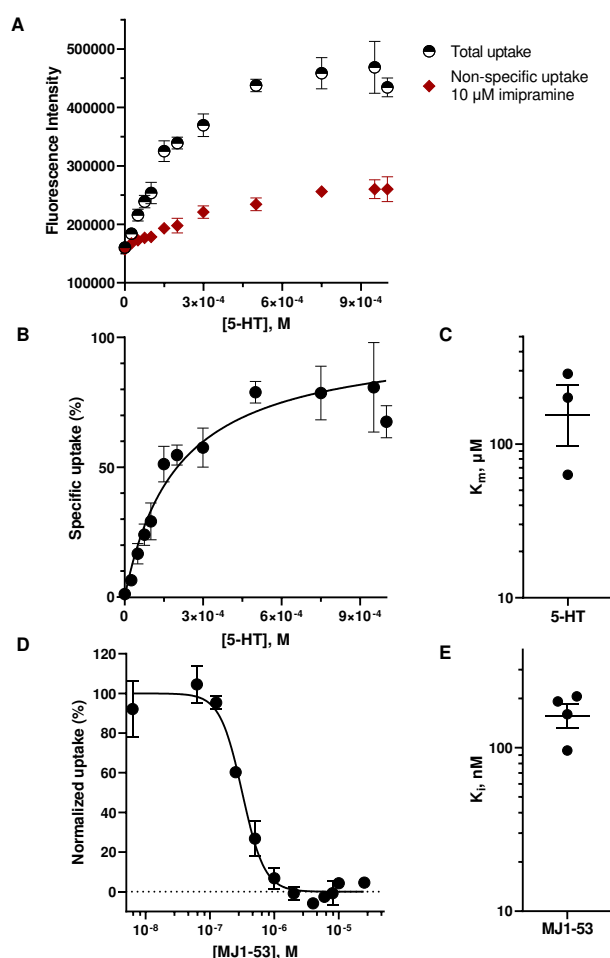 A
500000
400000
300000
200000
100000
Fluorescence Intensity
0
3×10⁻⁴
6×10⁻⁴
9×10⁻⁴
[5-HT], M
Total uptake
Non-specific uptake
10 µM imipramine
B
100
50
0
Specific uptake (%)
0
3×10⁻⁴
6×10⁻⁴
9×10⁻⁴
[5-HT], M
C
100
10
Kₘ, µM
5-HT
D
120
100
80
60
40
20
0
Normalized uptake (%)
10⁻⁸
10⁻⁷
10⁻⁶
10⁻⁵
[MJ1-53], M
E
100
10
Kᵢ, nM
MJ1-53